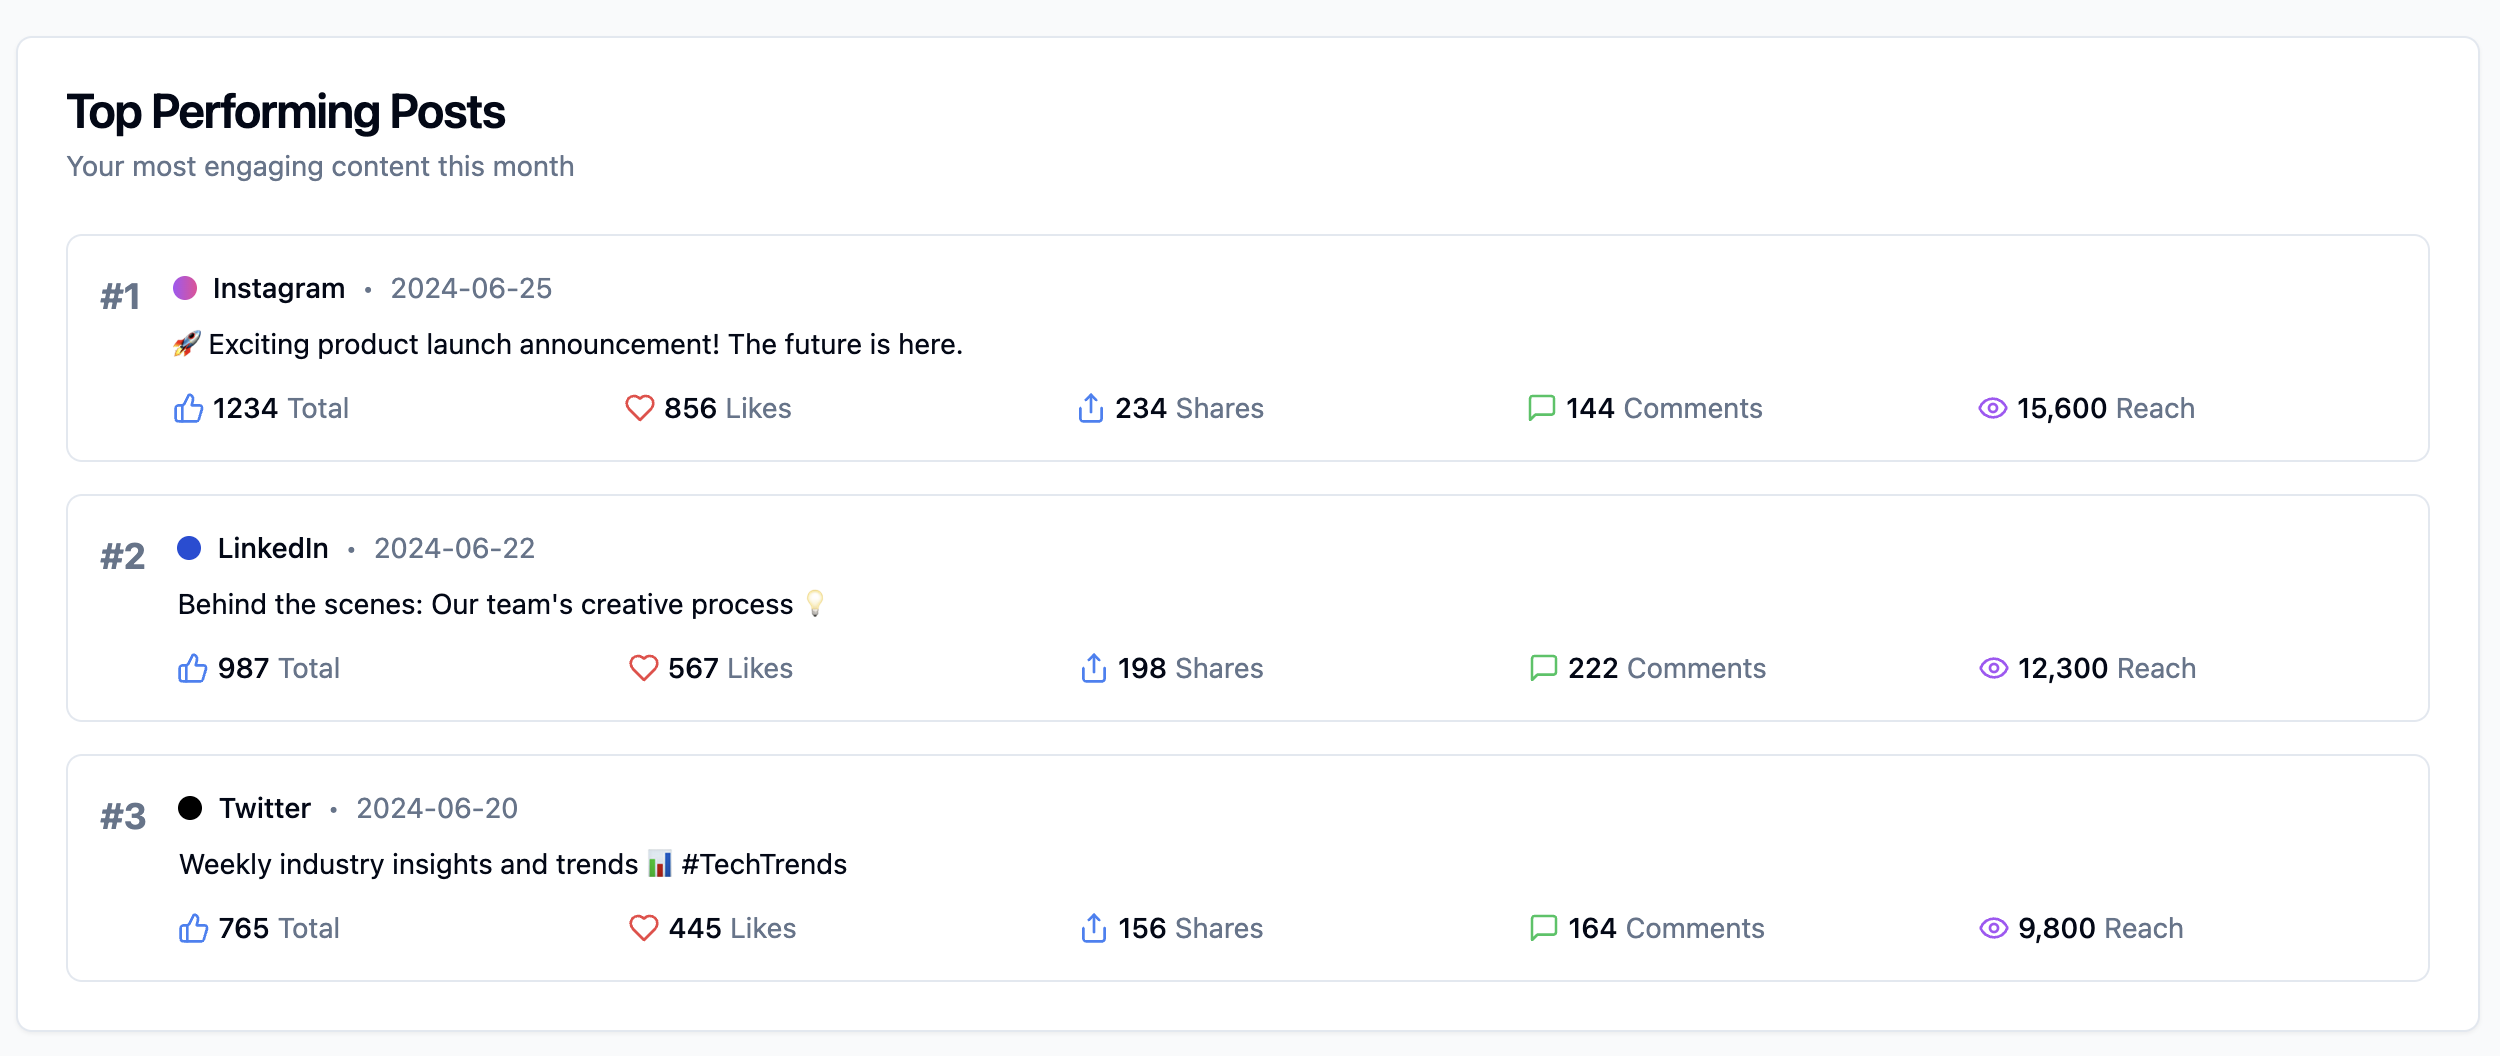 Top Performing Posts
Your most engaging content this month
#1 Instagram • 2024-06-25
🚀 Exciting product launch announcement! The future is here.
1234 Total 856 Likes 234 Shares 144 Comments 15,600 Reach
#2 LinkedIn • 2024-06-22
Behind the scenes: Our team's creative process 💡
987 Total 567 Likes 198 Shares 222 Comments 12,300 Reach
#3 Twitter • 2024-06-20
Weekly industry insights and trends 📊 #TechTrends
765 Total 445 Likes 156 Shares 164 Comments 9,800 Reach